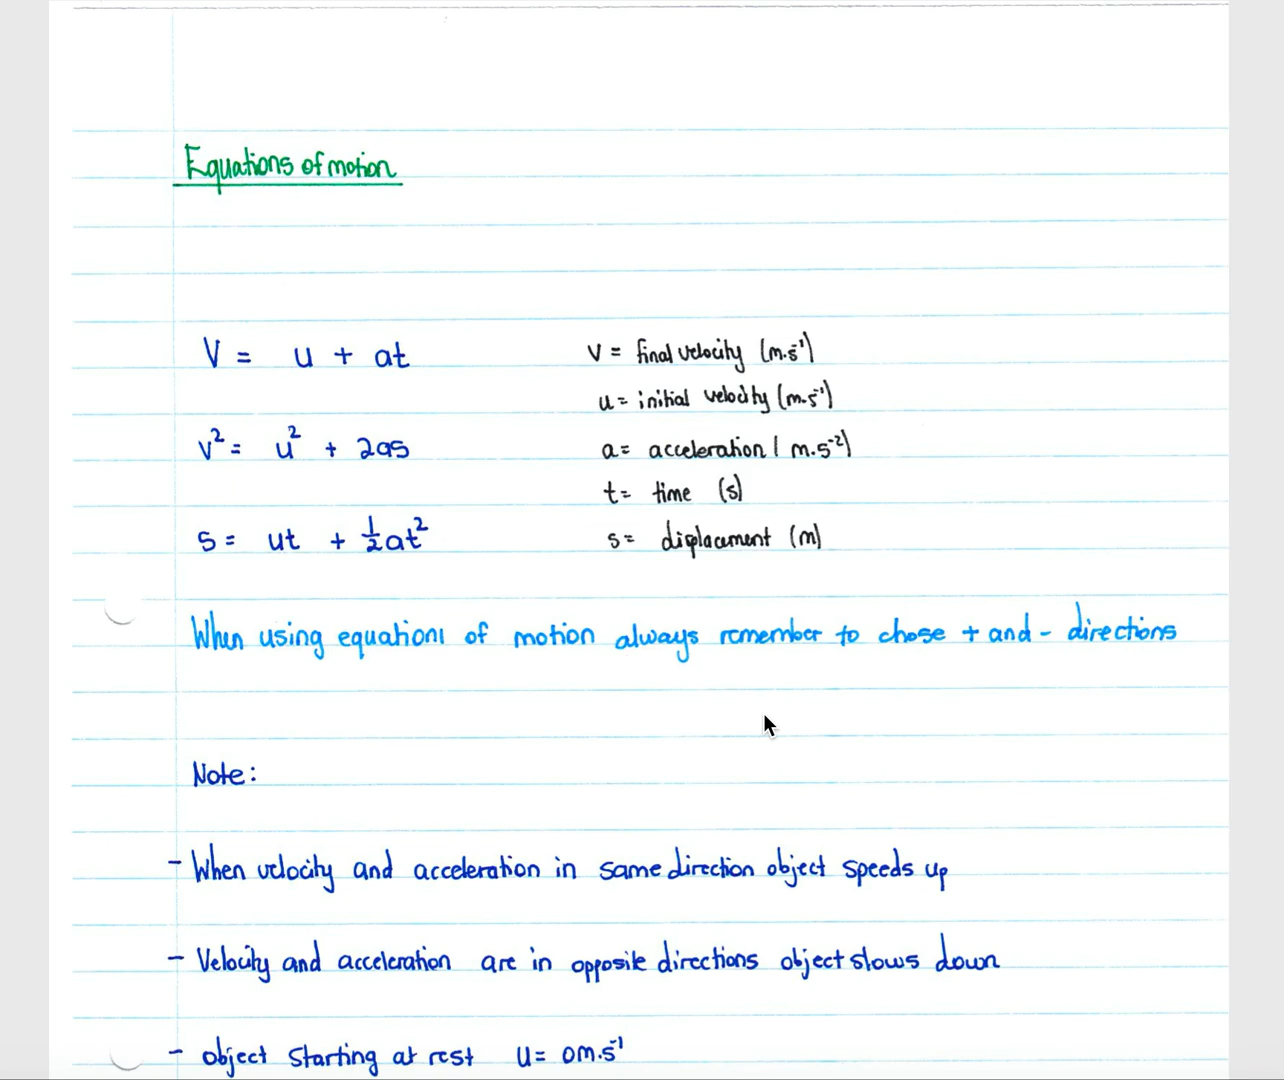 Equations of motion
V = u + at
v = final velocity (m.s⁻¹)
u = initial velocity (m.s⁻¹)
v² = u² + 2as
a = acceleration ( m.s⁻²)
t = time (s)
s = ut + ½at²
s = displacement (m)
When using equations of motion always remember to chose + and - directions
Note:
- When velocity and acceleration in same direction object speeds up
- Velocity and acceleration are in opposite directions object slows down
- object starting at rest u = 0m.s⁻¹